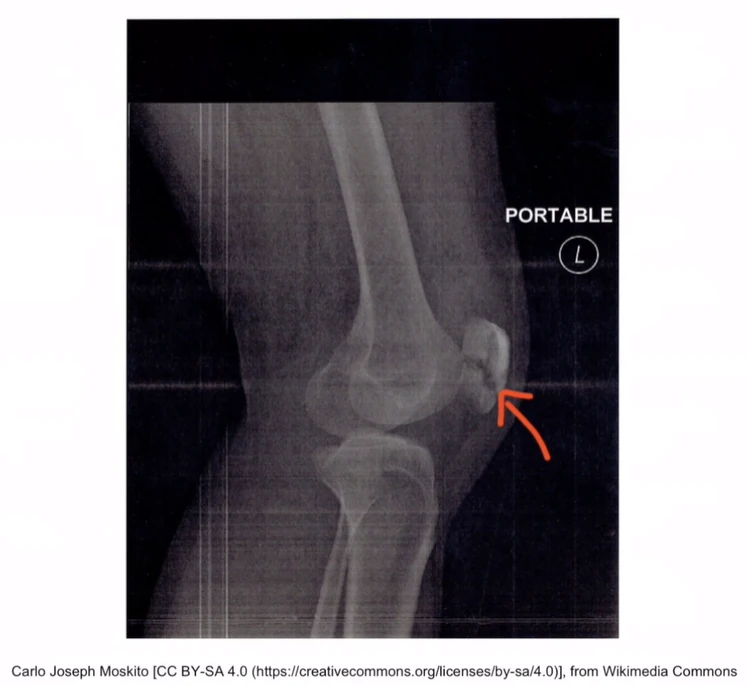 PORTABLE
L
Carlo Joseph Moskito [CC BY-SA 4.0 (https://creativecommons.org/licenses/by-sa/4.0)], from Wikimedia Commons